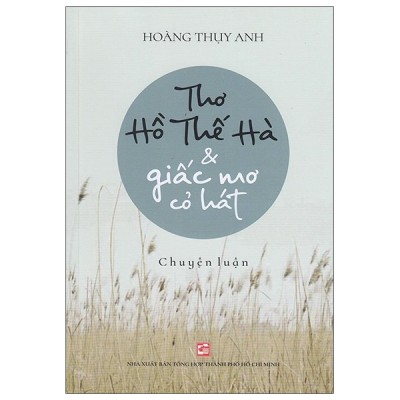 HOÀNG THỤY ANH
Thơ
Hồ Thế Hà
&
giấc mơ
cỏ hát
Chuyện luận
NHÀ XUẤT BẢN TỔNG HỢP THÀNH PHỐ HỒ CHÍ MINH